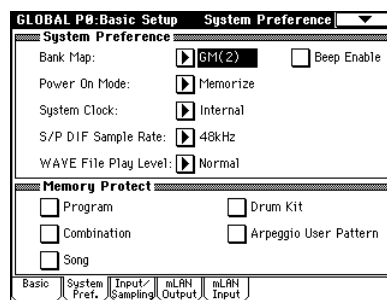 GLOBAL P0:Basic Setup System Preference
System Preference
Bank Map: GM(2) Beep Enable
Power On Mode: Memorize
System Clock: Internal
S/P DIF Sample Rate: 48kHz
WAVE File Play Level: Normal
Memory Protect
Program Drum Kit
Combination Arpeggio User Pattern
Song
Basic System Pref. Input/Sampling mLAN Output mLAN Input